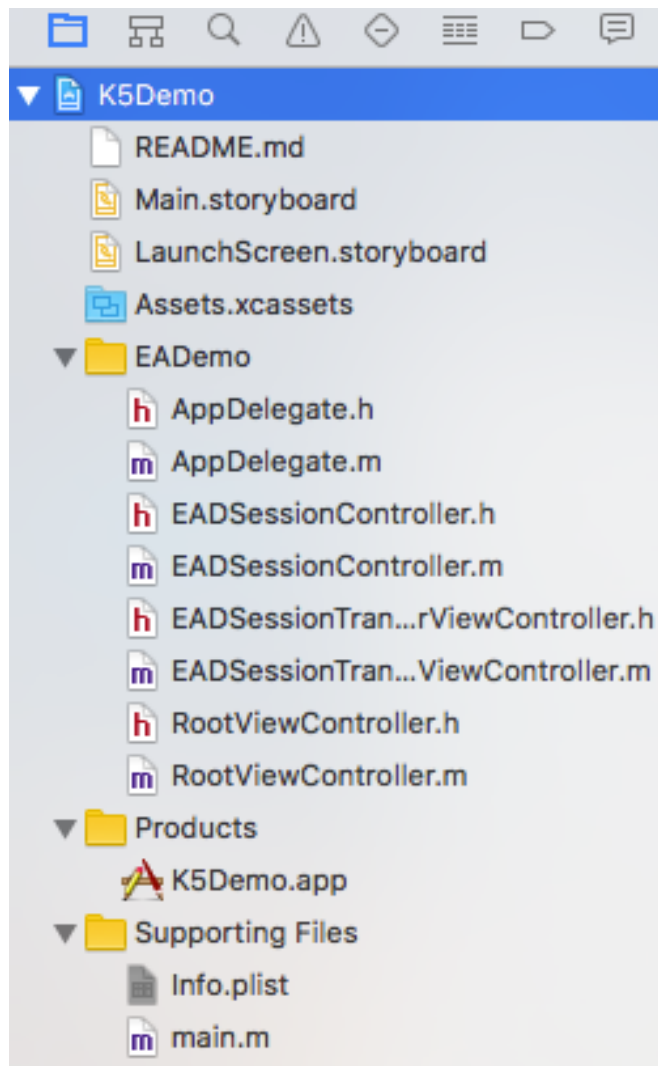 K5Demo
README.md
Main.storyboard
LaunchScreen.storyboard
Assets.xcassets
EADemo
h AppDelegate.h
m AppDelegate.m
h EADSessionController.h
m EADSessionController.m
h EADSessionTran...rViewController.h
m EADSessionTran...ViewController.m
h RootViewController.h
m RootViewController.m
Products
K5Demo.app
Supporting Files
Info.plist
m main.m